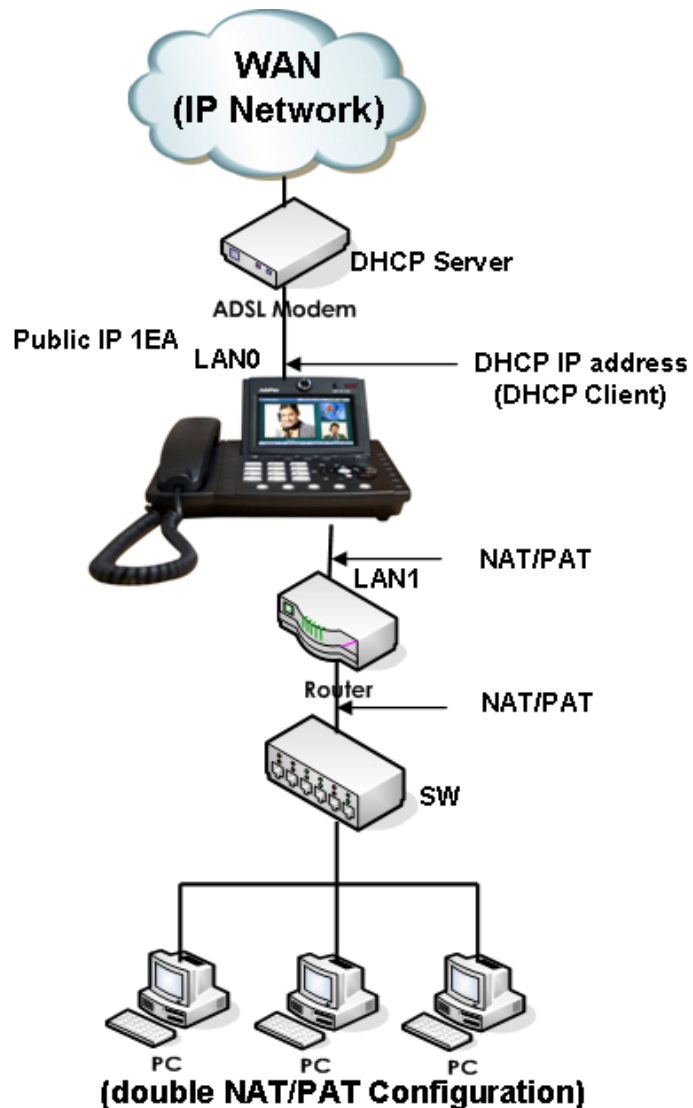 WAN
(IP Network)
DHCP Server
ADSL Modem
Public IP 1EA
LAN0
DHCP IP address
(DHCP Client)
NAT/PAT
LAN1
Router
NAT/PAT
SW
PC
PC
PC
(double NAT/PAT Configuration)